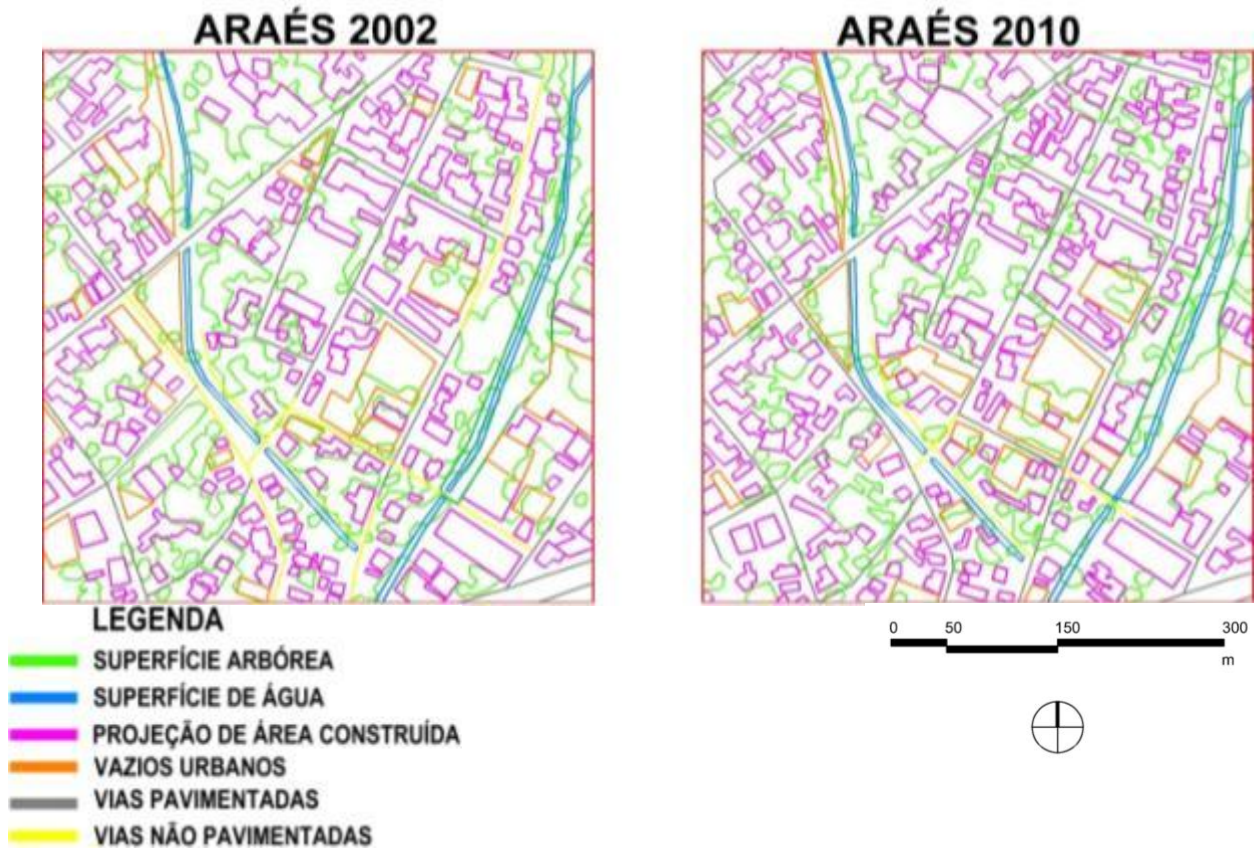 ARAÉS 2002
ARAÉS 2010
LEGENDA
SUPERFÍCIE ARBÓREA
SUPERFÍCIE DE ÁGUA
PROJEÇÃO DE ÁREA CONSTRUÍDA
VAZIOS URBANOS
VIAS PAVIMENTADAS
VIAS NÃO PAVIMENTADAS
0 50 150 300
m